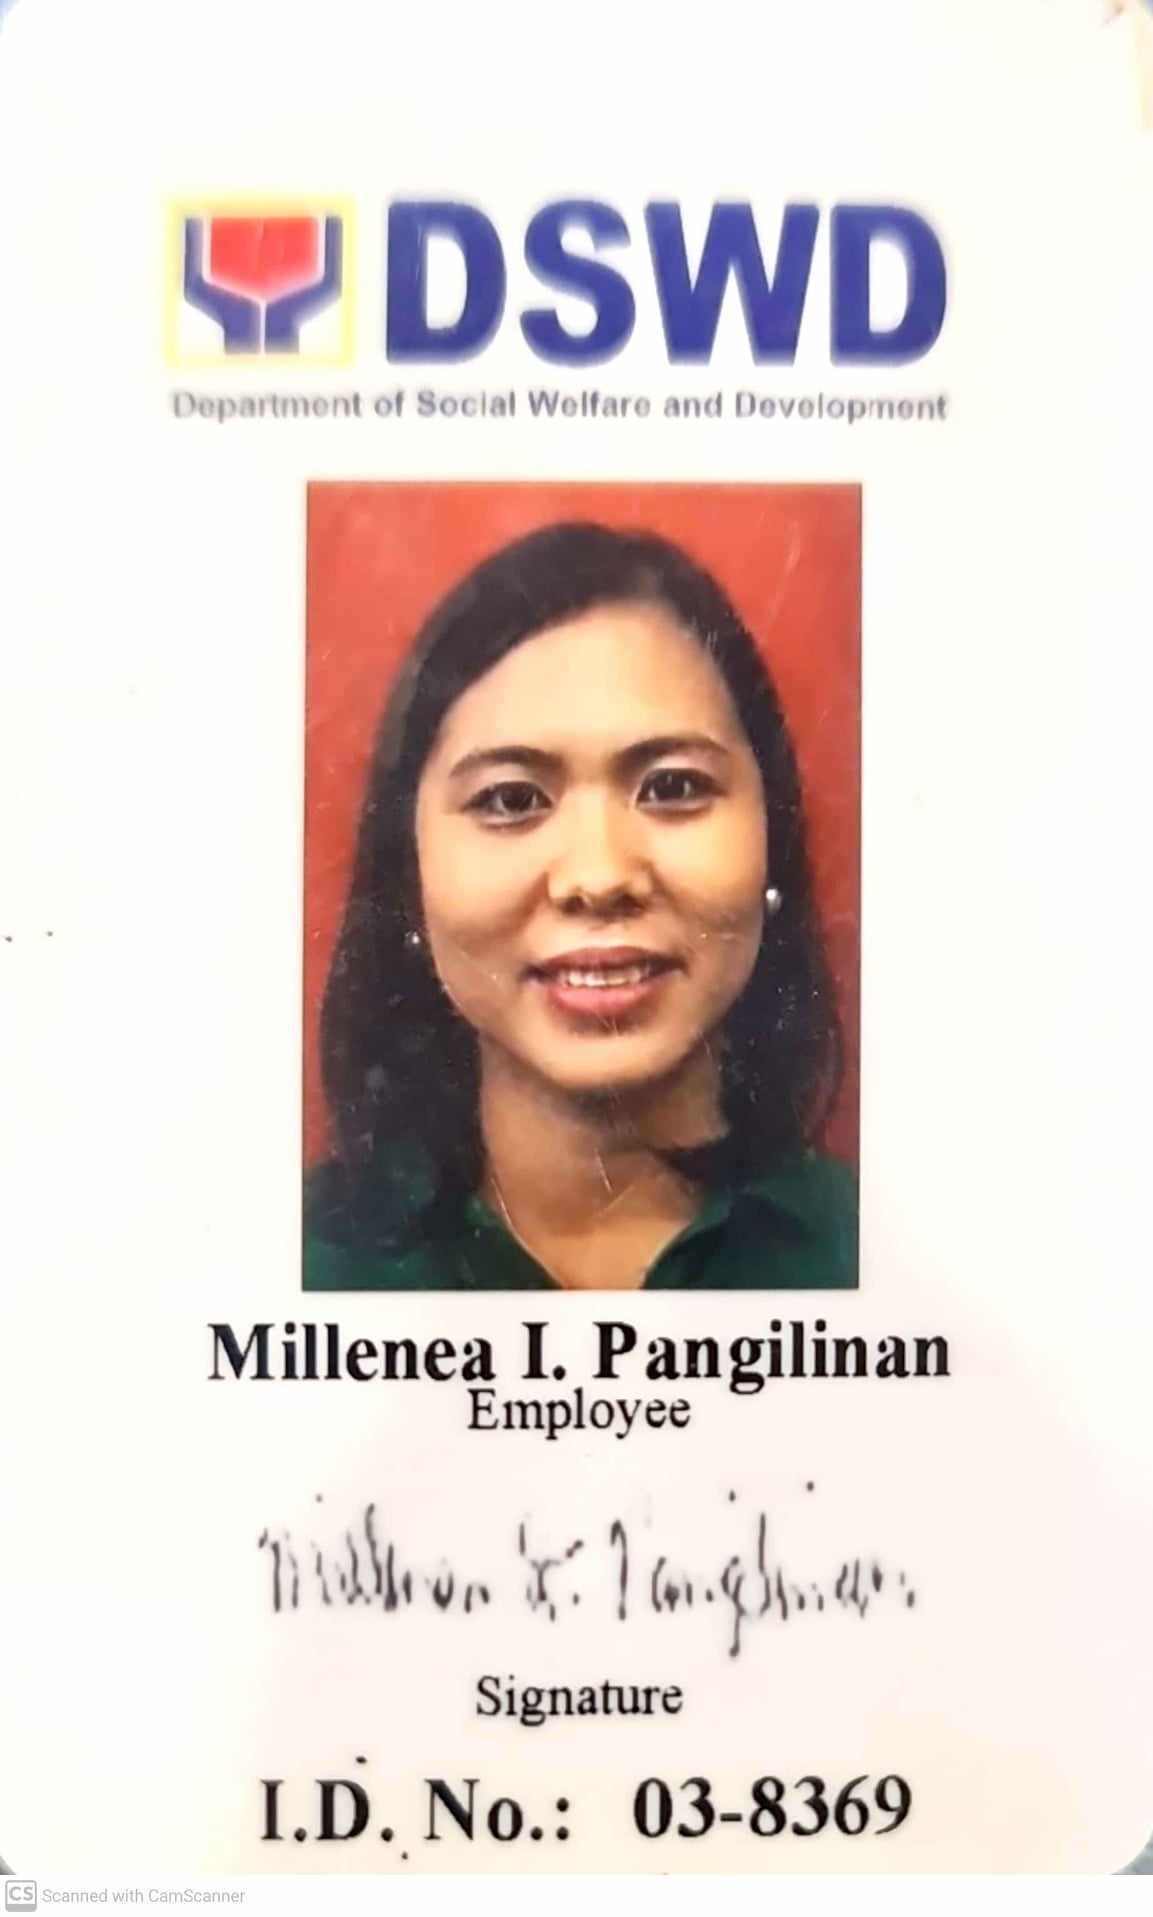 DSWD
Department of Social Welfare and Development
Millenea I. Pangilinan
Employee
Millenea I. Pangilinan
Signature
I.D. No.: 03-8369
CS Scanned with CamScanner